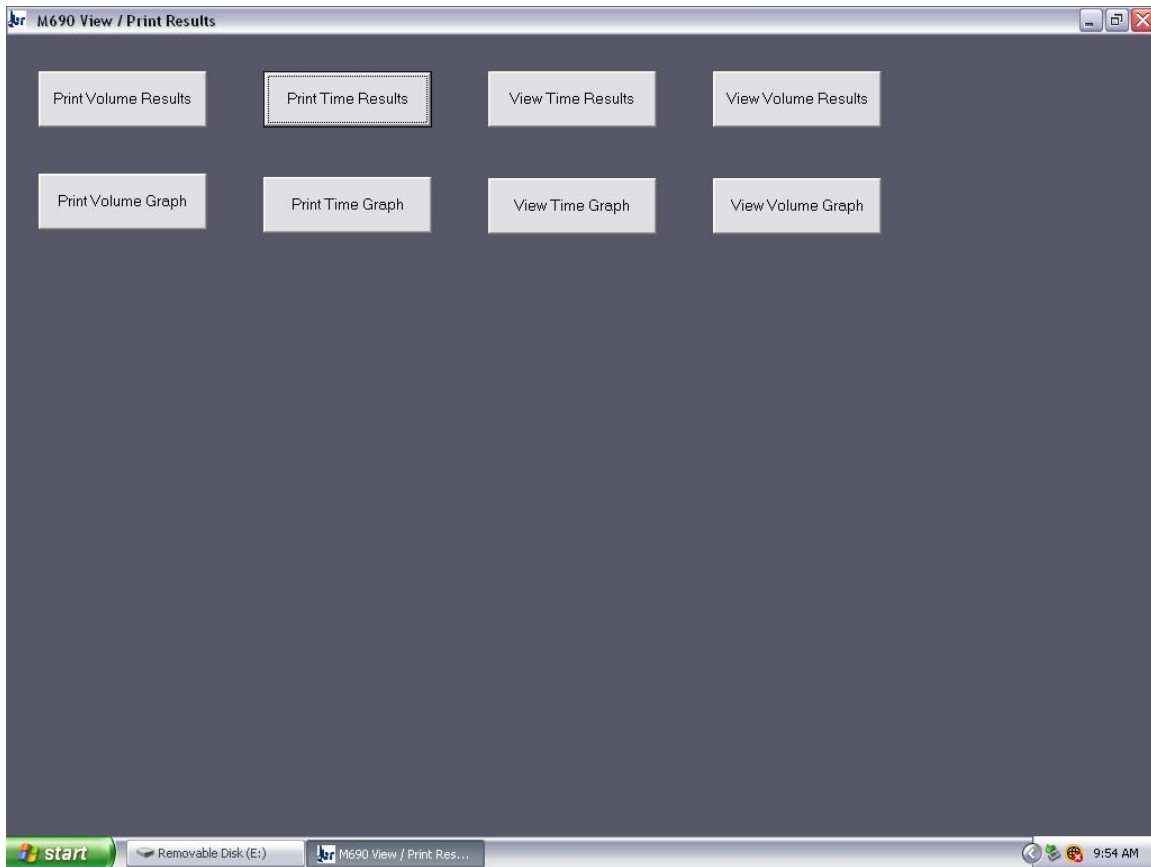 M690 View / Print Results
Print Volume Results
Print Time Results
View Time Results
View Volume Results
Print Volume Graph
Print Time Graph
View Time Graph
View Volume Graph
start
Removable Disk (E:)
M690 View / Print Res...
9:54 AM